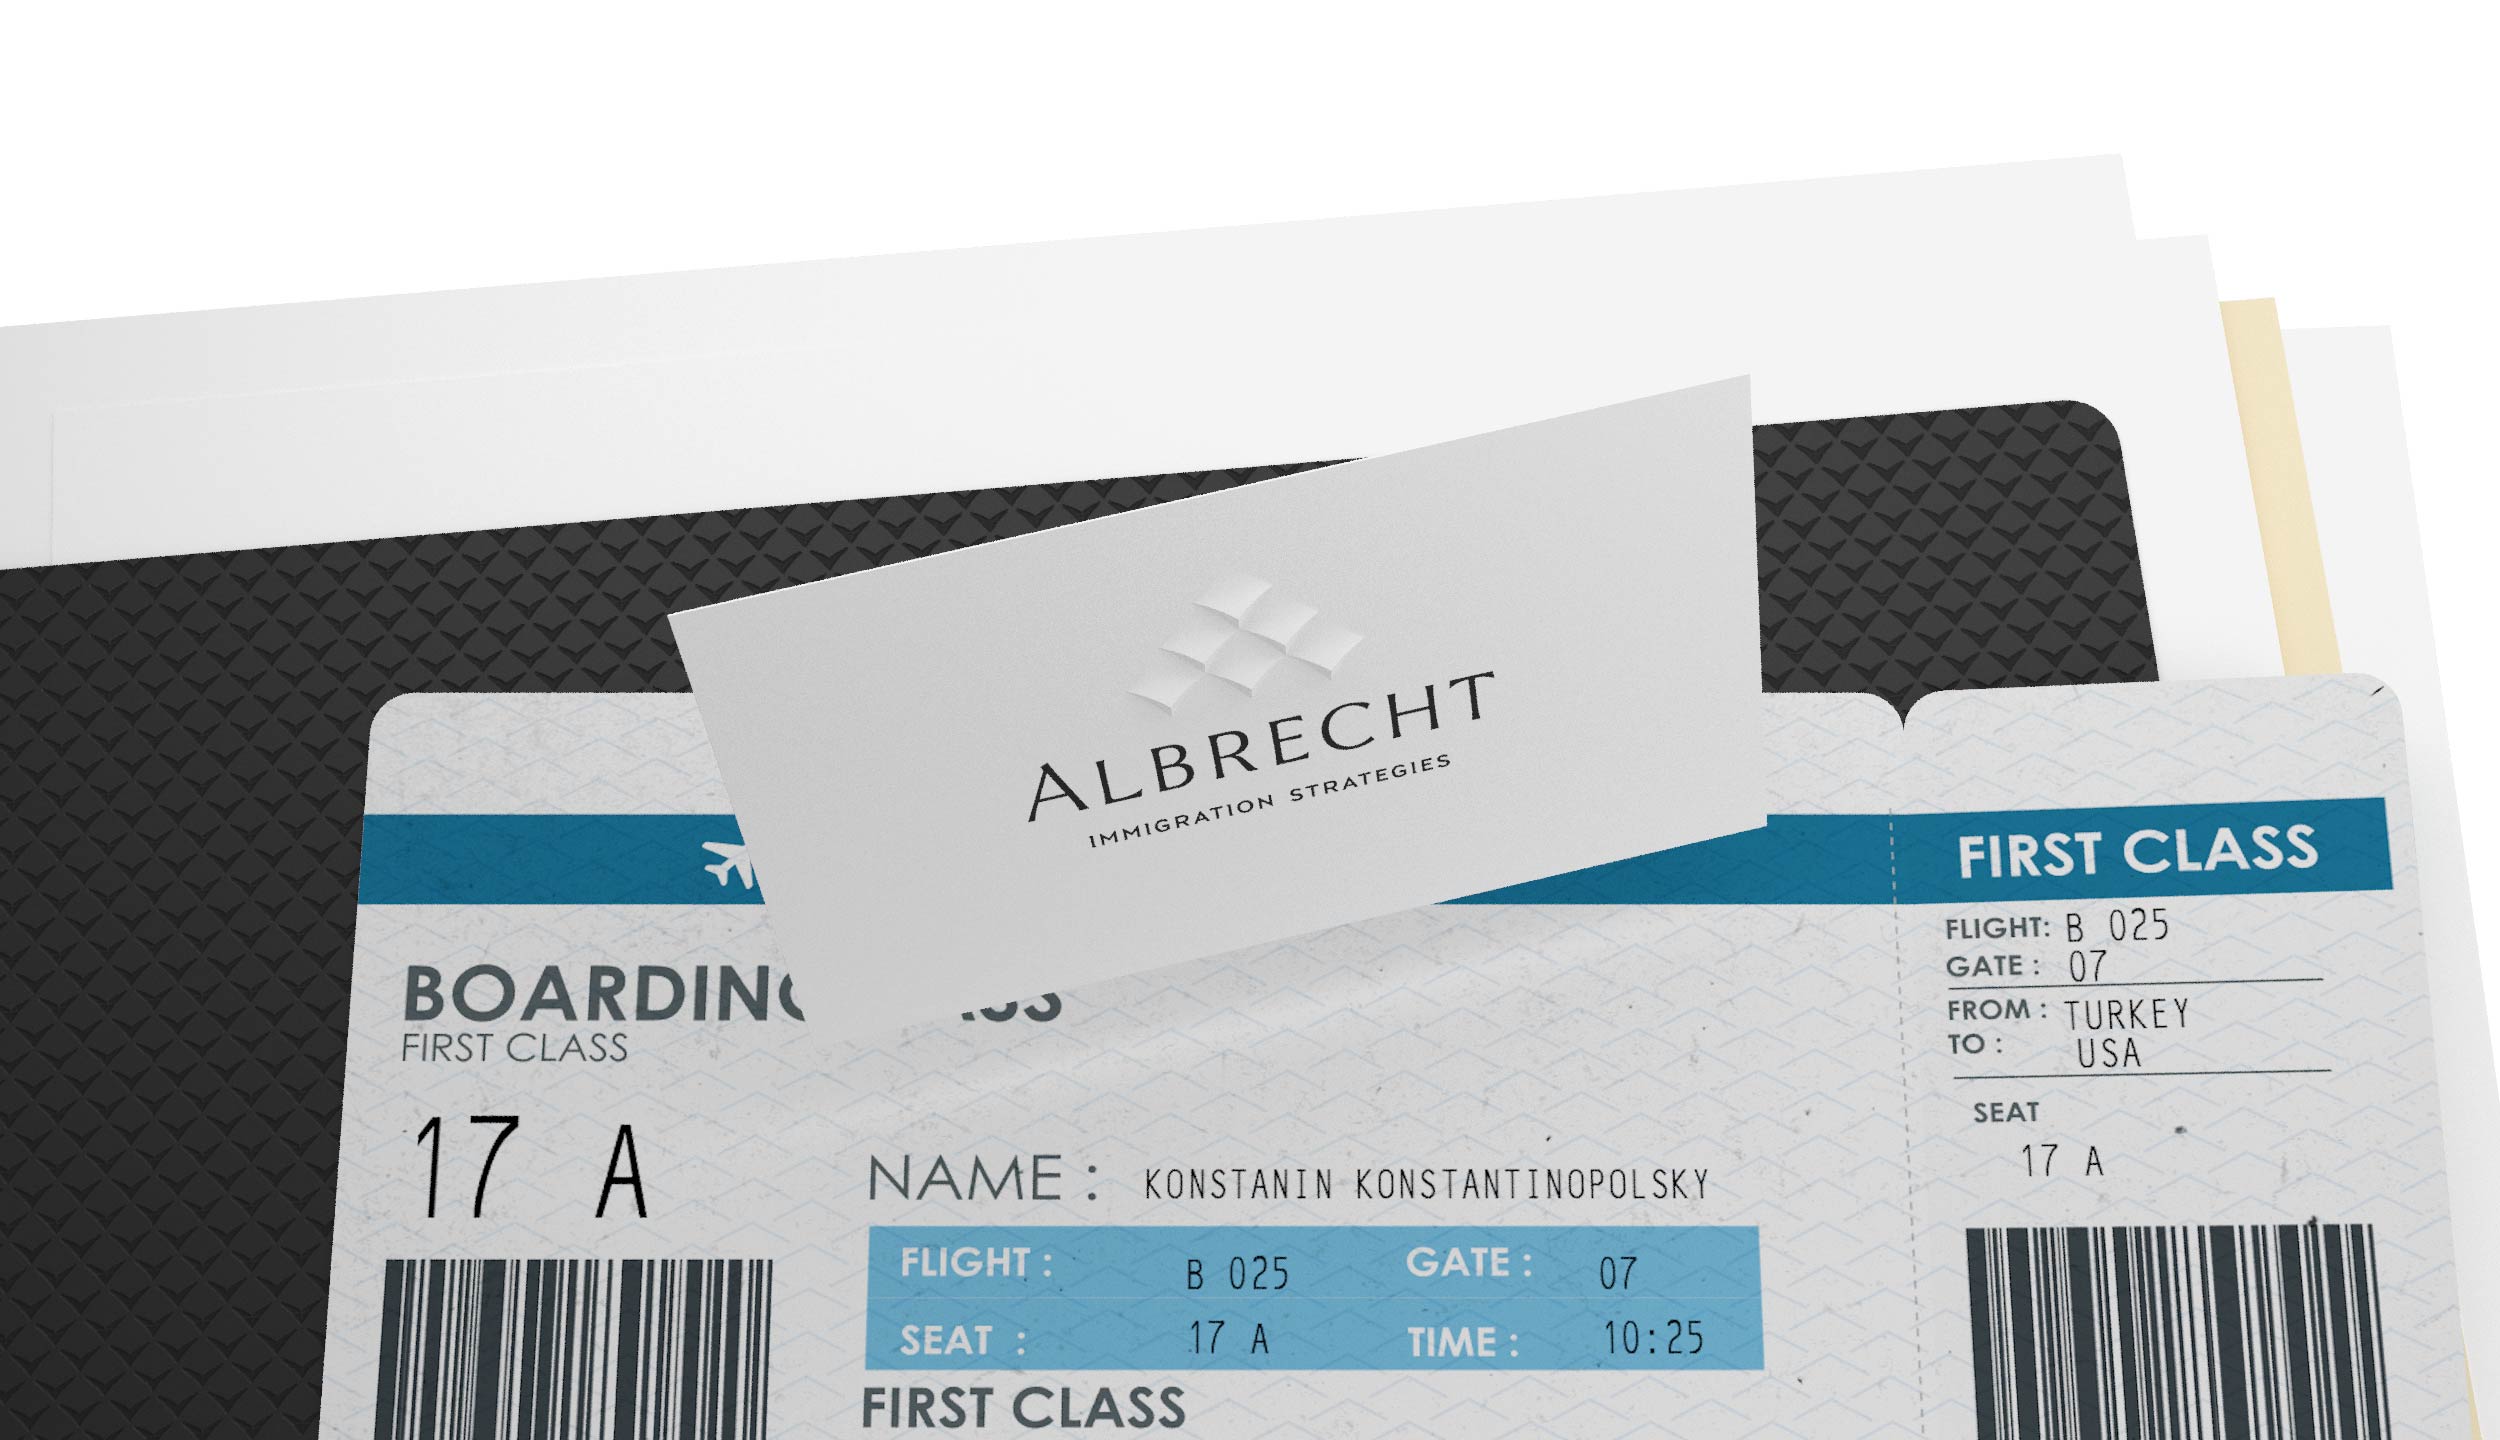 ALBRECHT
IMMIGRATION STRATEGIES
FIRST CLASS
FLIGHT: B 025
GATE : 07
FROM : TURKEY
TO : USA
SEAT
17 A
BOARDING
FIRST CLASS
17 A
NAME : KONSTANIN KONSTANTINOPOLSKY
FLIGHT : B 025 GATE : 07
SEAT : 17 A TIME : 10:25
FIRST CLASS